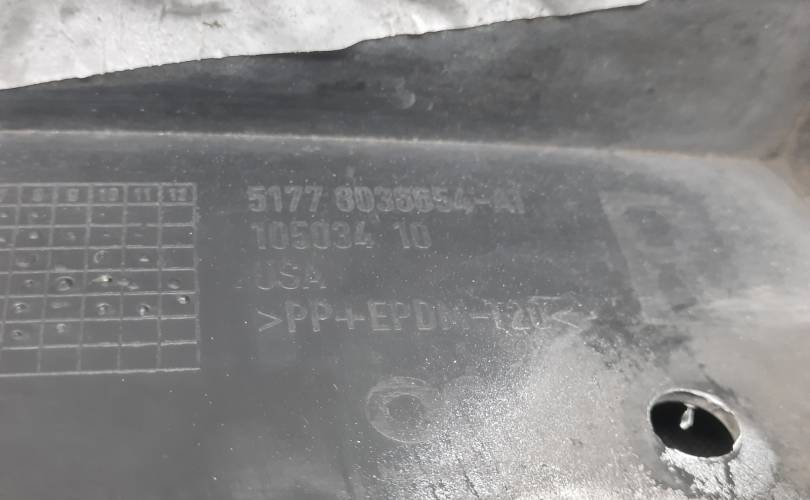 8 9 10 11 12
5177 8038654-A1
105034 10
USA
>PP+EPDM-T20<